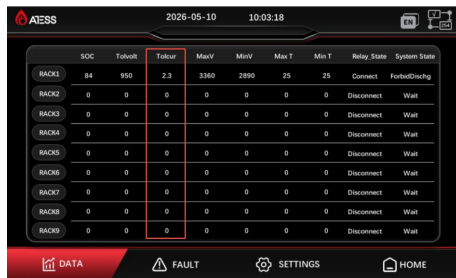 ATESS 2026-05-10 10:03:18 EN
SOC Tolvolt Tolcur MaxV MinV Max T Min T Relay_State System State
RACK1 84 950 2.3 3360 2890 25 25 Connect ForbidDischg
RACK2 0 0 0 0 0 0 0 Disconnect Wait
RACK3 0 0 0 0 0 0 0 Disconnect Wait
RACK4 0 0 0 0 0 0 0 Disconnect Wait
RACK5 0 0 0 0 0 0 0 Disconnect Wait
RACK6 0 0 0 0 0 0 0 Disconnect Wait
RACK7 0 0 0 0 0 0 0 Disconnect Wait
RACK8 0 0 0 0 0 0 0 Disconnect Wait
RACK9 0 0 0 0 0 0 0 Disconnect Wait
DATA FAULT SETTINGS HOME